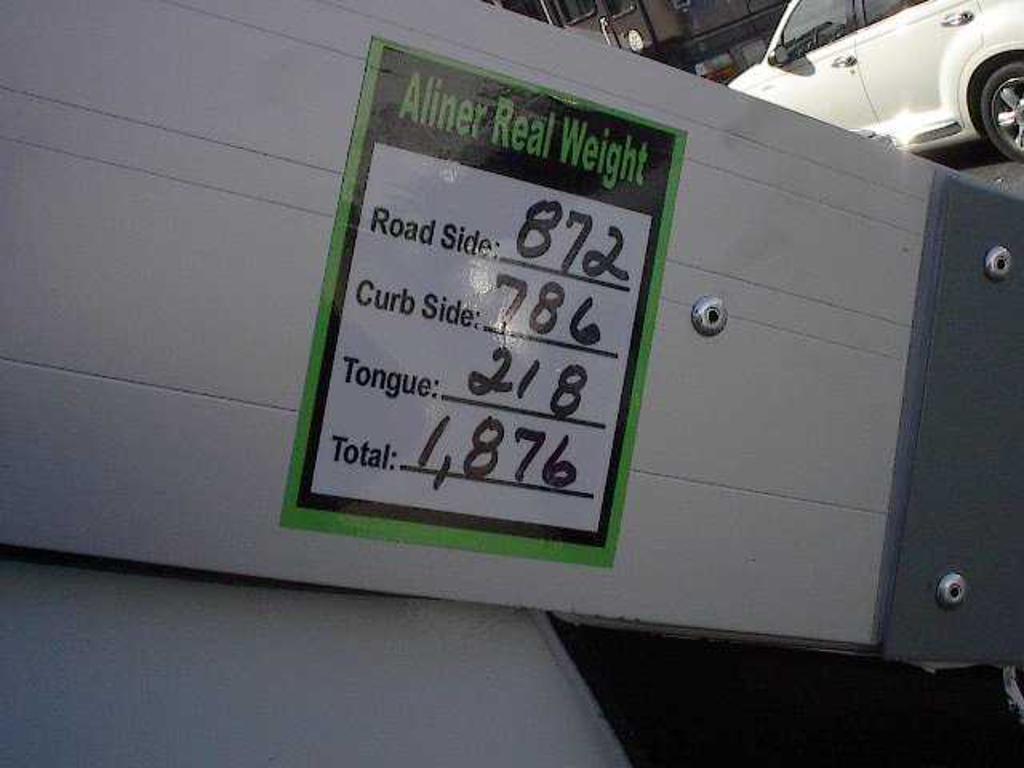 Aliner Real Weight
Road Side: 872
Curb Side: 786
Tongue: 218
Total: 1,876